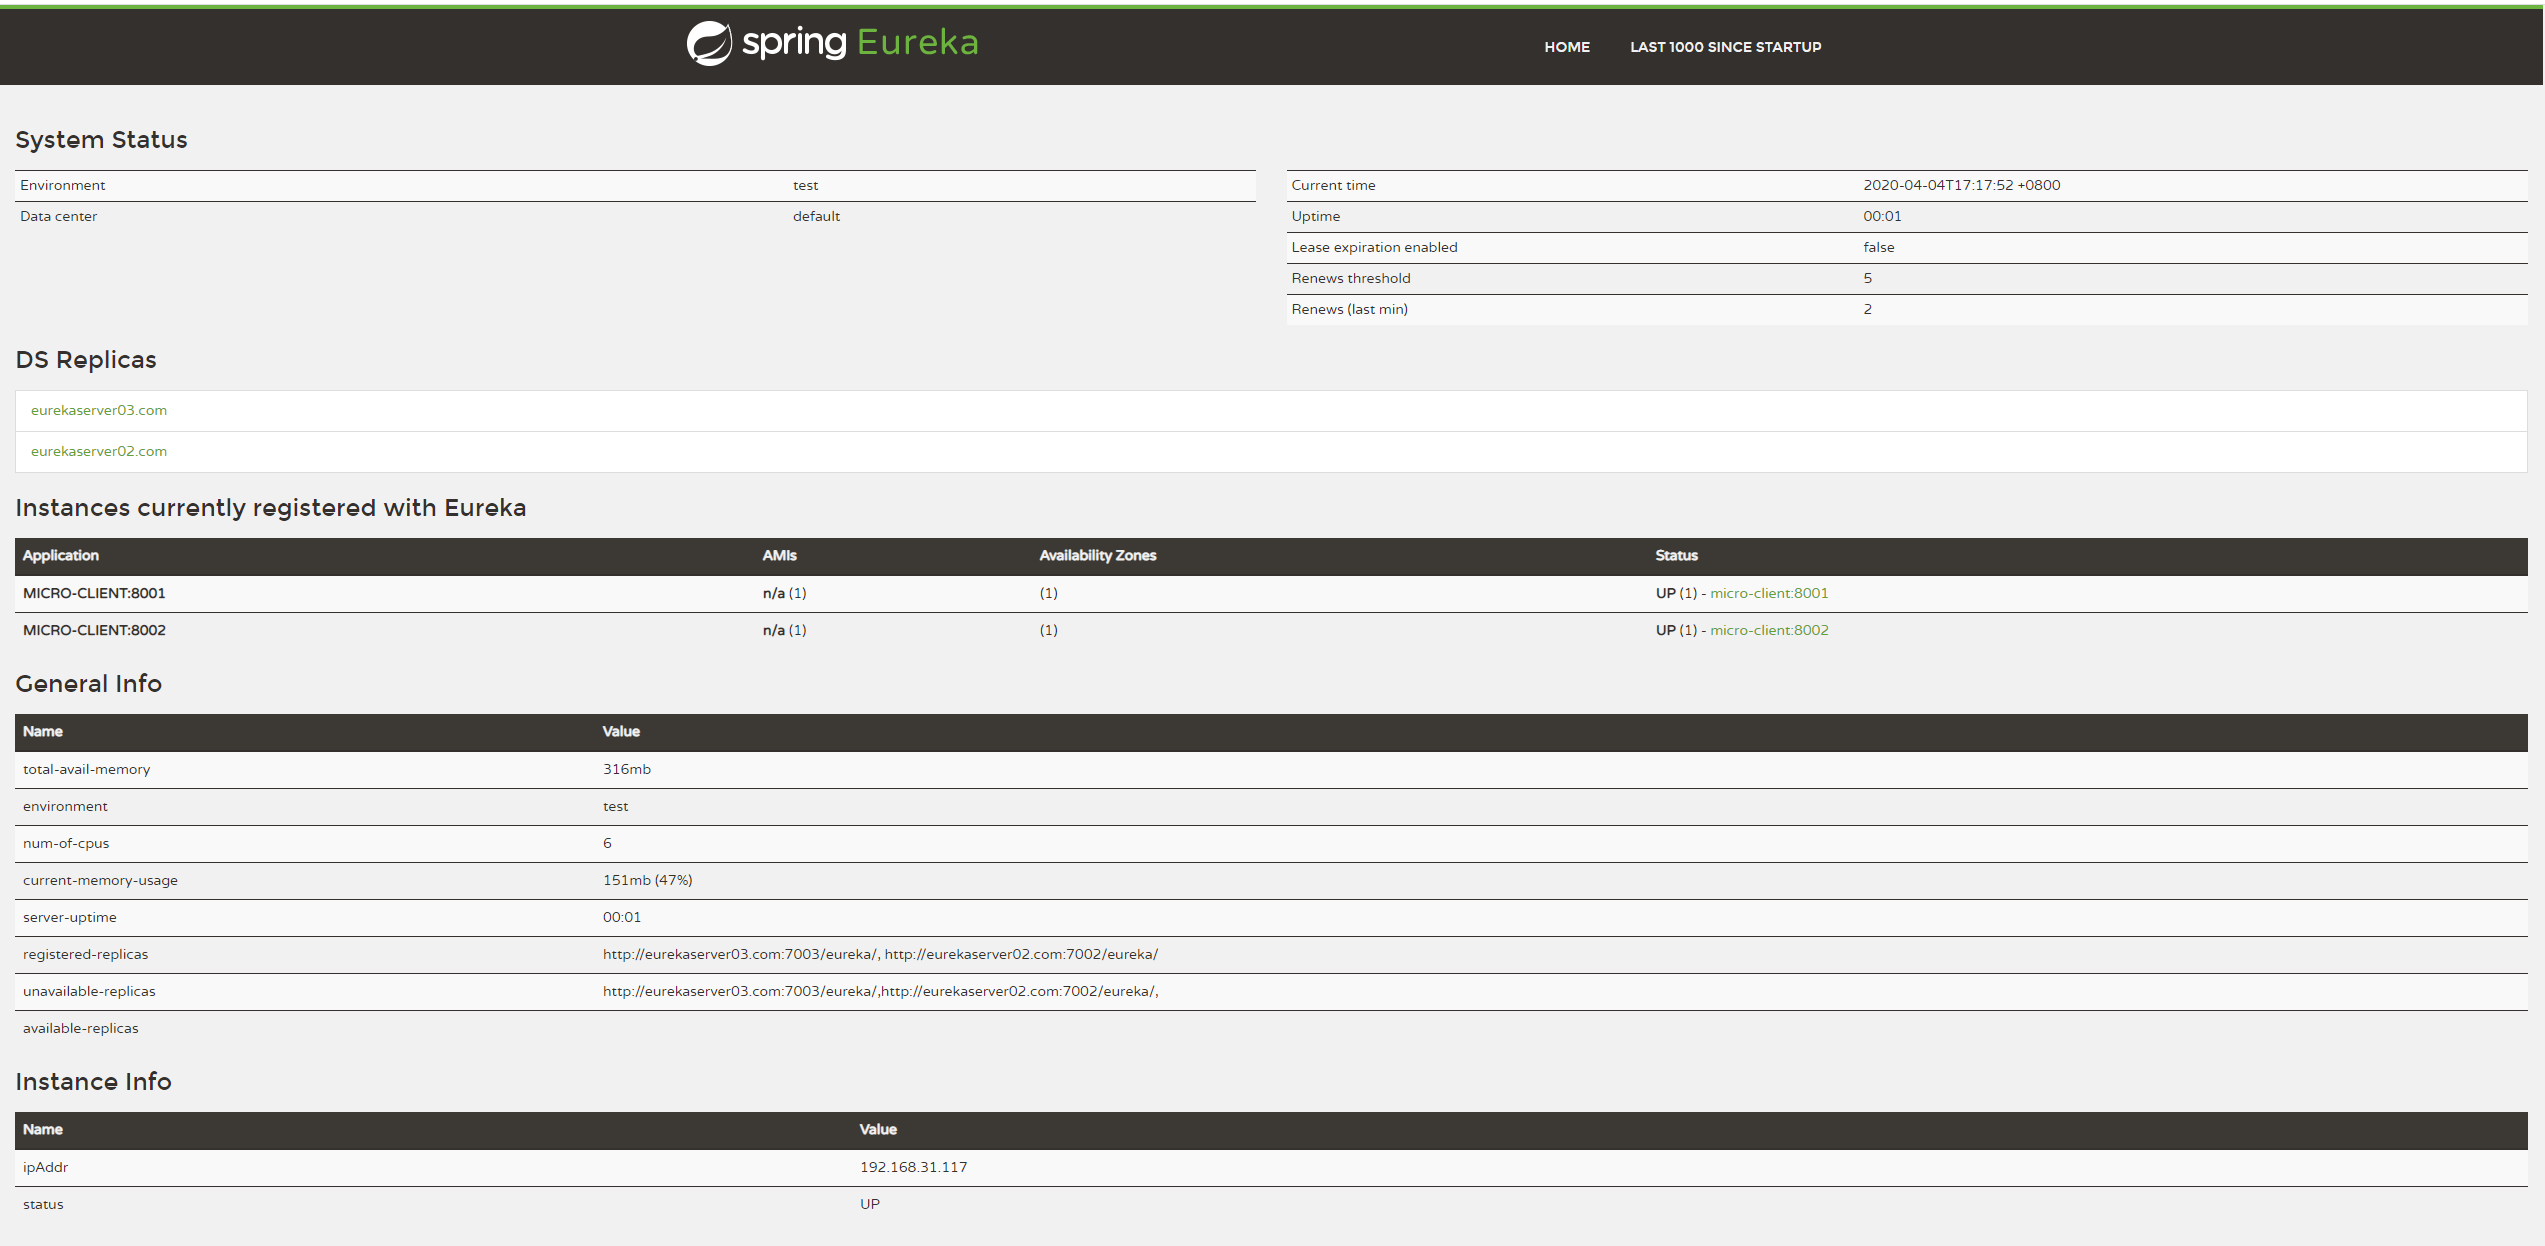 spring Eureka HOME LAST 1000 SINCE STARTUP
System Status
Environment test
Data center default
Current time 2020-04-04T17:17:52 +0800
Uptime 00:01
Lease expiration enabled false
Renews threshold 5
Renews (last min) 2
DS Replicas
eurekaserver03.com
eurekaserver02.com
Instances currently registered with Eureka
Application AMIs Availability Zones Status
MICRO-CLIENT:8001 n/a (1) (1) UP (1) - micro-client:8001
MICRO-CLIENT:8002 n/a (1) (1) UP (1) - micro-client:8002
General Info
Name Value
total-avail-memory 316mb
environment test
num-of-cpus 6
current-memory-usage 151mb (47%)
server-uptime 00:01
registered-replicas http://eurekaserver03.com:7003/eureka/, http://eurekaserver02.com:7002/eureka/
unavailable-replicas http://eurekaserver03.com:7003/eureka/,http://eurekaserver02.com:7002/eureka/,
available-replicas
Instance Info
Name Value
ipAddr 192.168.31.117
status UP